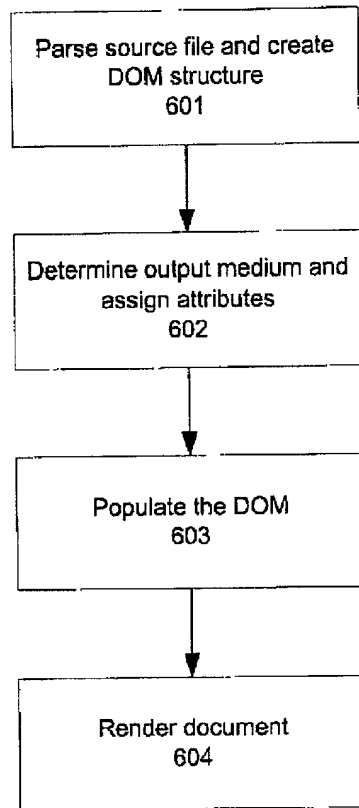 Parse source file and create
DOM structure
601
Determine output medium and
assign attributes
602
Populate the DOM
603
Render document
604